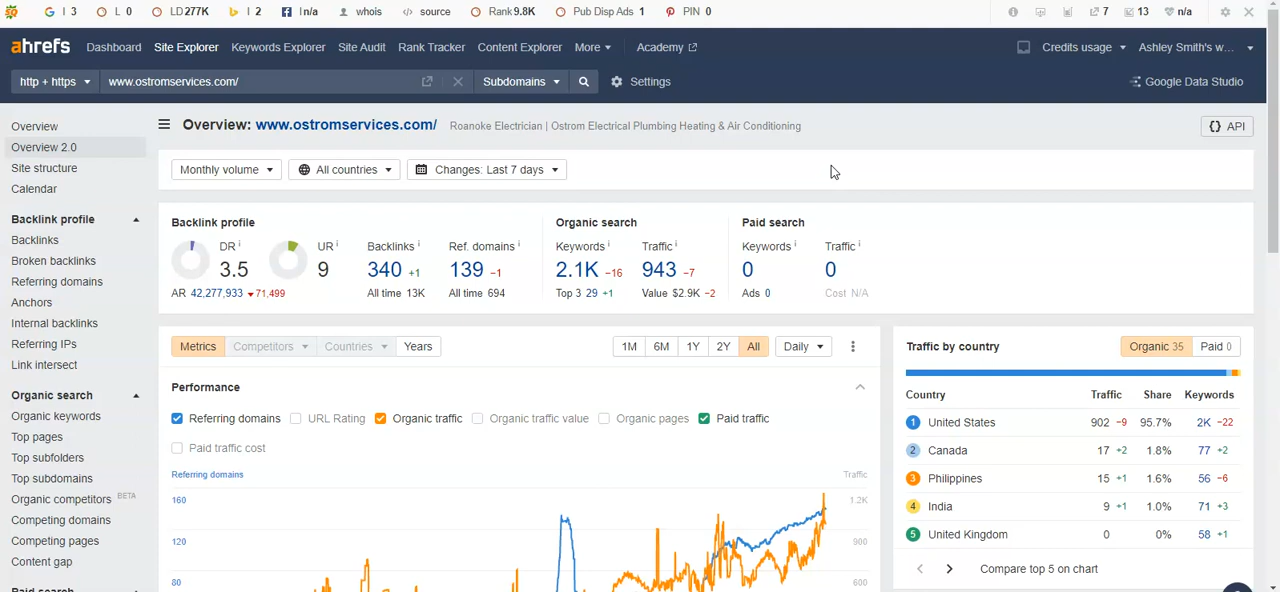 I 3 L 0 LD 277K I 2 I n/a whois source Rank 9.8K Pub Disp Ads 1 PIN 0 7 13 n/a
ahrefs Dashboard Site Explorer Keywords Explorer Site Audit Rank Tracker Content Explorer More Academy Credits usage Ashley Smith's w...
http + https www.ostromservices.com/ Subdomains Settings Google Data Studio
Overview
Overview 2.0
Site structure
Calendar
Backlink profile
Backlinks
Broken backlinks
Referring domains
Anchors
Internal backlinks
Referring IPs
Link intersect
Organic search
Organic keywords
Top pages
Top subfolders
Top subdomains
Organic competitors BETA
Competing domains
Competing pages
Content gap
Overview: www.ostromservices.com/ Roanoke Electrician | Ostrom Electrical Plumbing Heating & Air Conditioning API
Monthly volume All countries Changes: Last 7 days
Backlink profile Organic search Paid search
DR i UR i Backlinks i Ref. domains i Keywords i Traffic i Keywords i Traffic i
3.5 9 340 +1 139 -1 2.1K -16 943 -7 0 0
AR 42,277,933 71,499 All time 13K All time 694 Top 3 29 +1 Value $2.9K -2 Ads 0 Cost N/A
Metrics Competitors Countries Years 1M 6M 1Y 2Y All Daily
Performance
Referring domains URL Rating Organic traffic Organic traffic value Organic pages Paid traffic
Paid traffic cost
Referring domains Traffic
160 1.2K
120 900
80 600
Traffic by country Organic 35 Paid 0
Country Traffic Share Keywords
1 United States 902 -9 95.7% 2K -22
2 Canada 17 +2 1.8% 77 +2
3 Philippines 15 +1 1.6% 56 -6
4 India 9 +1 1.0% 71 +3
5 United Kingdom 0 0% 58 +1
Compare top 5 on chart